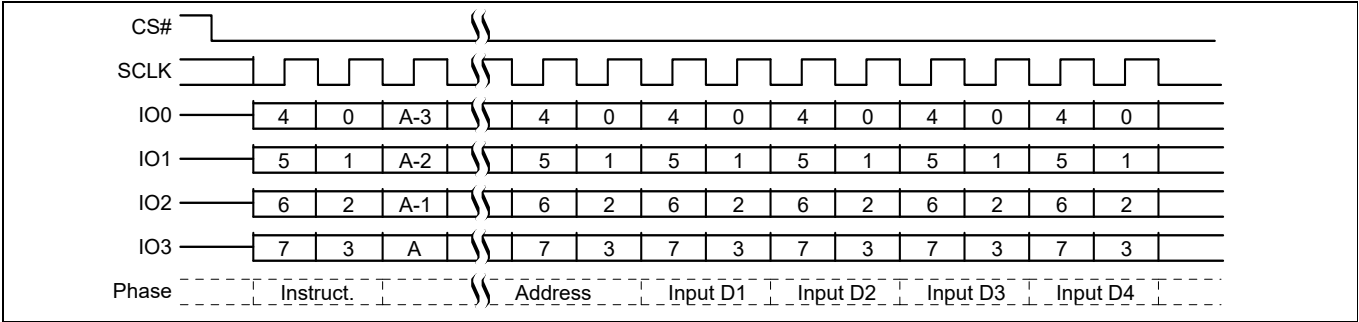 CS#
SCLK
IO0 4 0 A-3 4 0 4 0 4 0 4 0 4 0
IO1 5 1 A-2 5 1 5 1 5 1 5 1 5 1
IO2 6 2 A-1 6 2 6 2 6 2 6 2 6 2
IO3 7 3 A 7 3 7 3 7 3 7 3 7 3
Phase Instruct. Address Input D1 Input D2 Input D3 Input D4